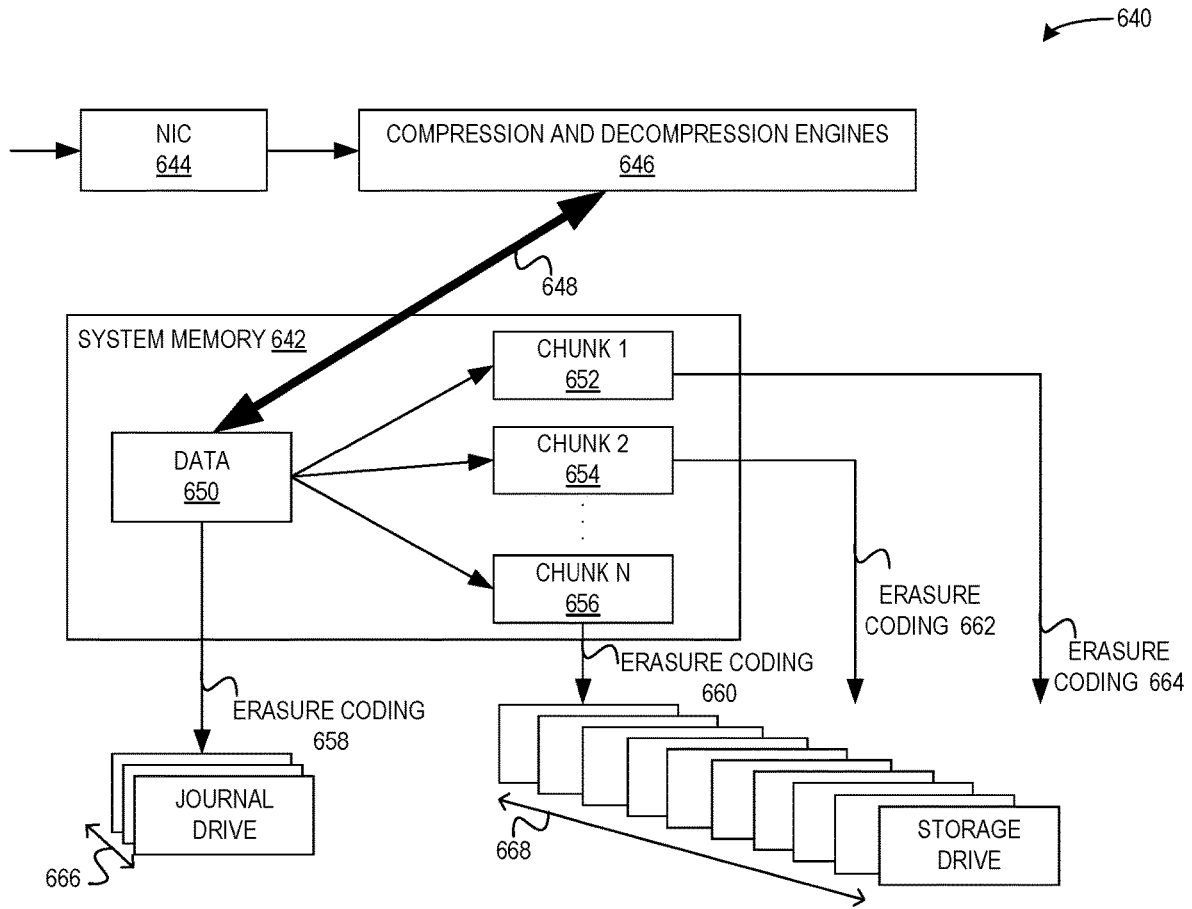 640
NIC
644
COMPRESSION AND DECOMPRESSION ENGINES
646
648
SYSTEM MEMORY 642
CHUNK 1
652
DATA
650
CHUNK 2
654
CHUNK N
656
ERASURE
CODING 662
ERASURE
CODING 664
ERASURE CODING
660
ERASURE CODING
658
JOURNAL
DRIVE
666
668
STORAGE
DRIVE